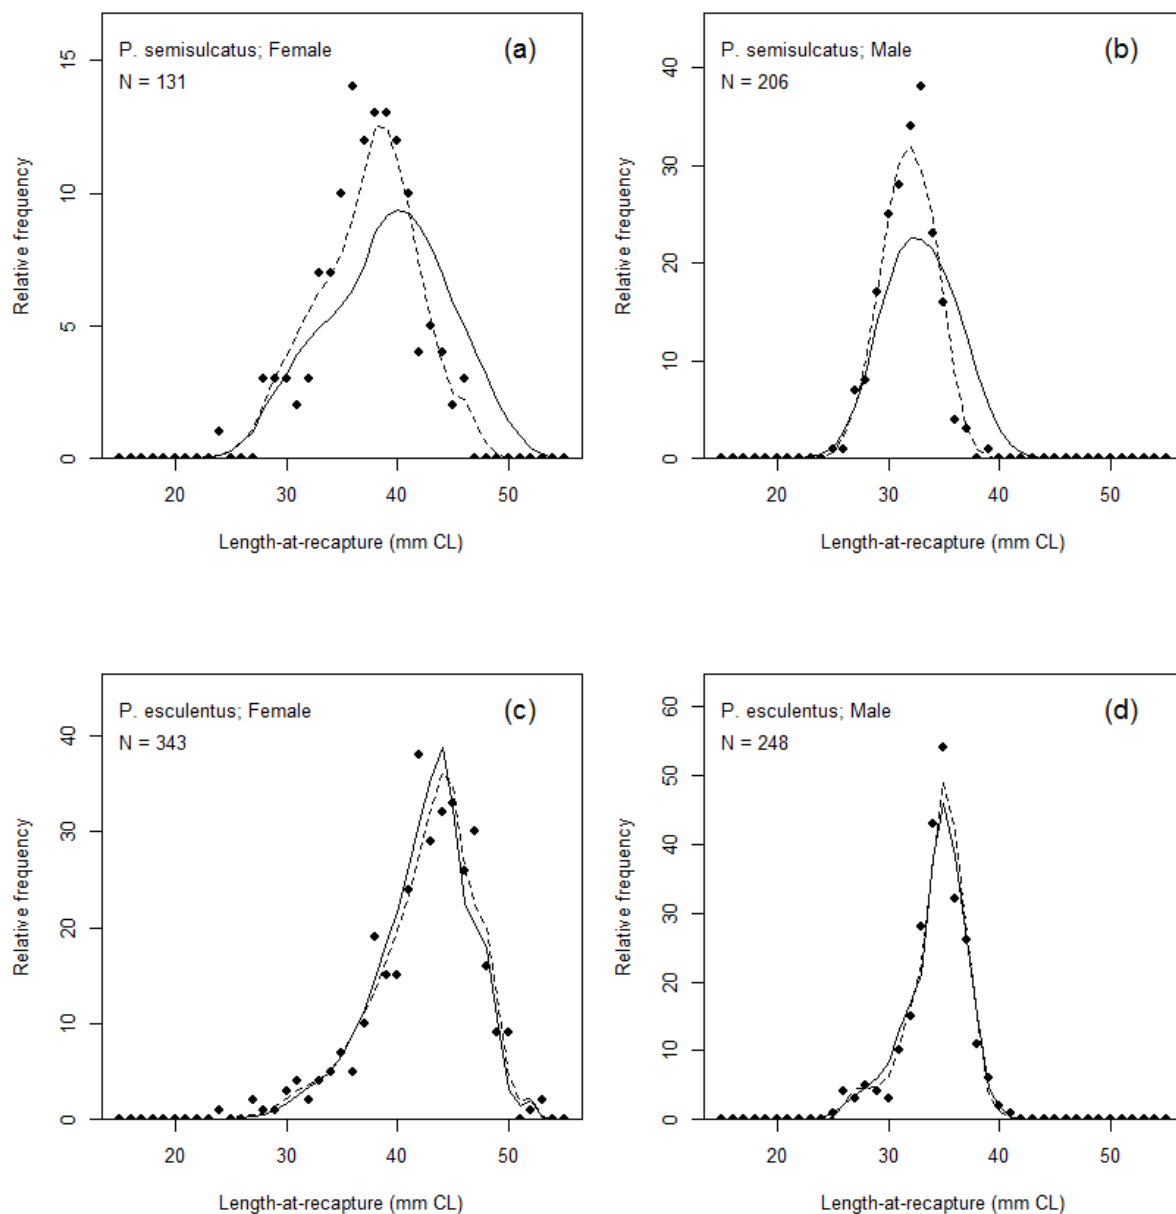 P. semisulcatus; Female
(a)
N = 131
15
10
5
0
Relative frequency
20 30 40 50
Length-at-recapture (mm CL)
P. semisulcatus; Male
(b)
N = 206
40
30
20
10
0
Relative frequency
20 30 40 50
Length-at-recapture (mm CL)
P. esculentus; Female
(c)
N = 343
40
30
20
10
0
Relative frequency
20 30 40 50
Length-at-recapture (mm CL)
P. esculentus; Male
(d)
N = 248
60
50
40
30
20
10
0
Relative frequency
20 30 40 50
Length-at-recapture (mm CL)